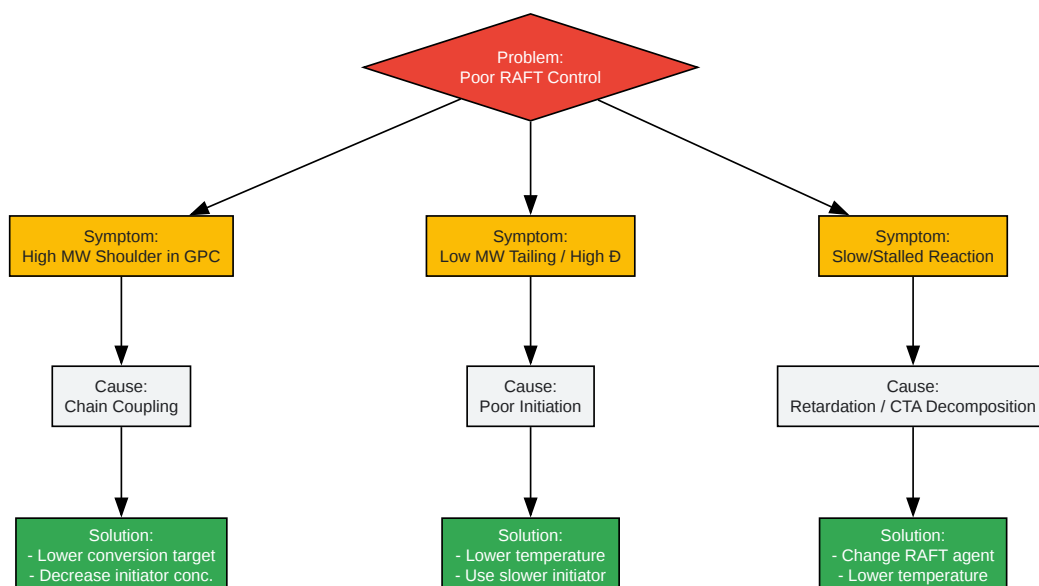 Problem:
Poor RAFT Control
Symptom:
High MW Shoulder in GPC
Symptom:
Low MW Tailing / High Đ
Symptom:
Slow/Stalled Reaction
Cause:
Chain Coupling
Cause:
Poor Initiation
Cause:
Retardation / CTA Decomposition
Solution:
- Lower conversion target
- Decrease initiator conc.
Solution:
- Lower temperature
- Use slower initiator
Solution:
- Change RAFT agent
- Lower temperature